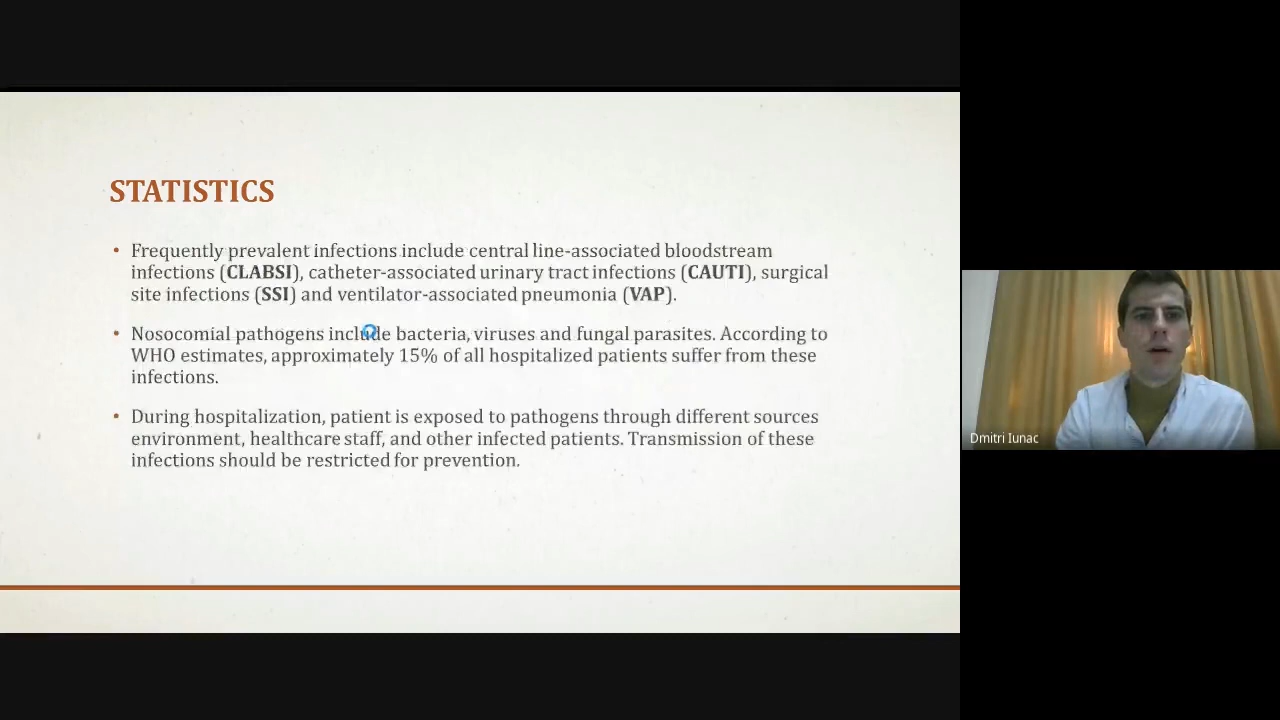 STATISTICS
• Frequently prevalent infections include central line-associated bloodstream
infections (CLABSI), catheter-associated urinary tract infections (CAUTI), surgical
site infections (SSI) and ventilator-associated pneumonia (VAP).
• Nosocomial pathogens include bacteria, viruses and fungal parasites. According to
WHO estimates, approximately 15% of all hospitalized patients suffer from these
infections.
• During hospitalization, patient is exposed to pathogens through different sources
environment, healthcare staff, and other infected patients. Transmission of these
infections should be restricted for prevention.
Dmitri Iunac